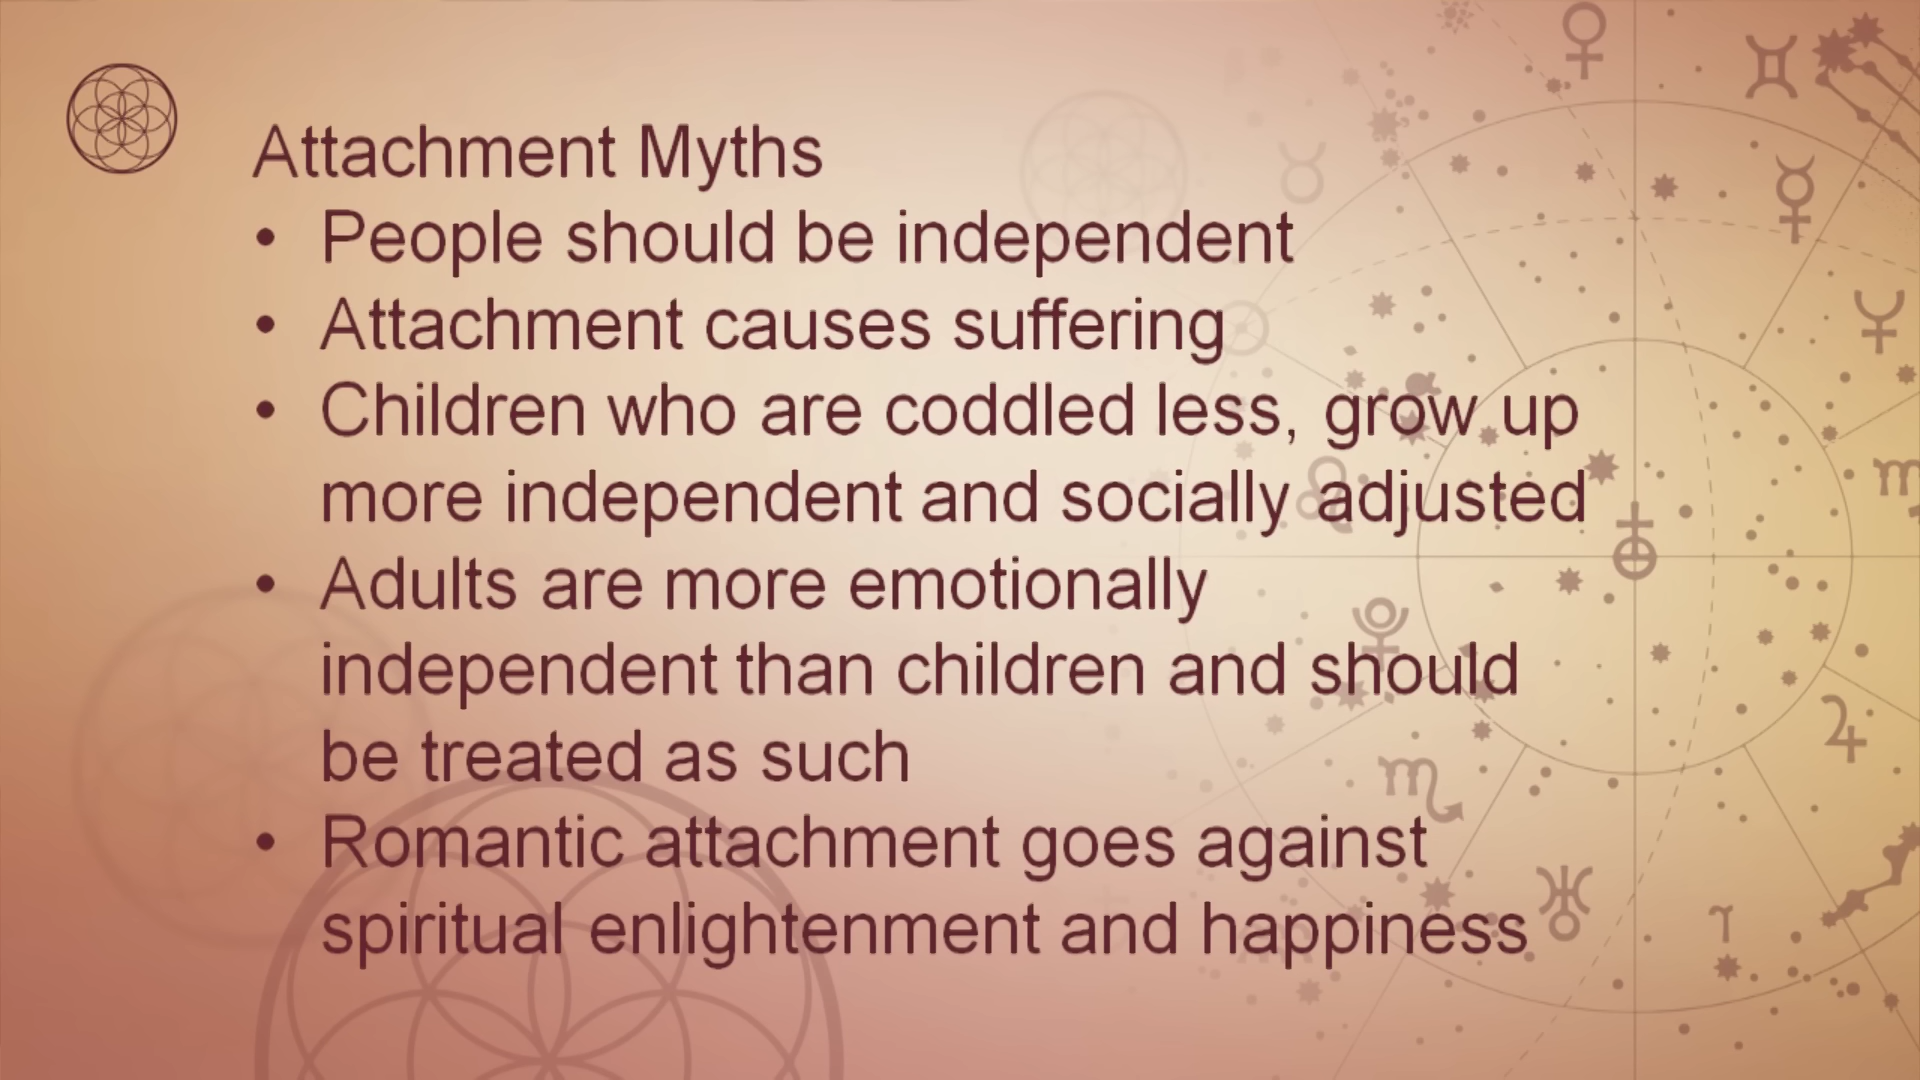 Attachment Myths
• People should be independent
• Attachment causes suffering
• Children who are coddled less, grow up
more independent and socially adjusted
• Adults are more emotionally
independent than children and should
be treated as such
• Romantic attachment goes against
spiritual enlightenment and happiness